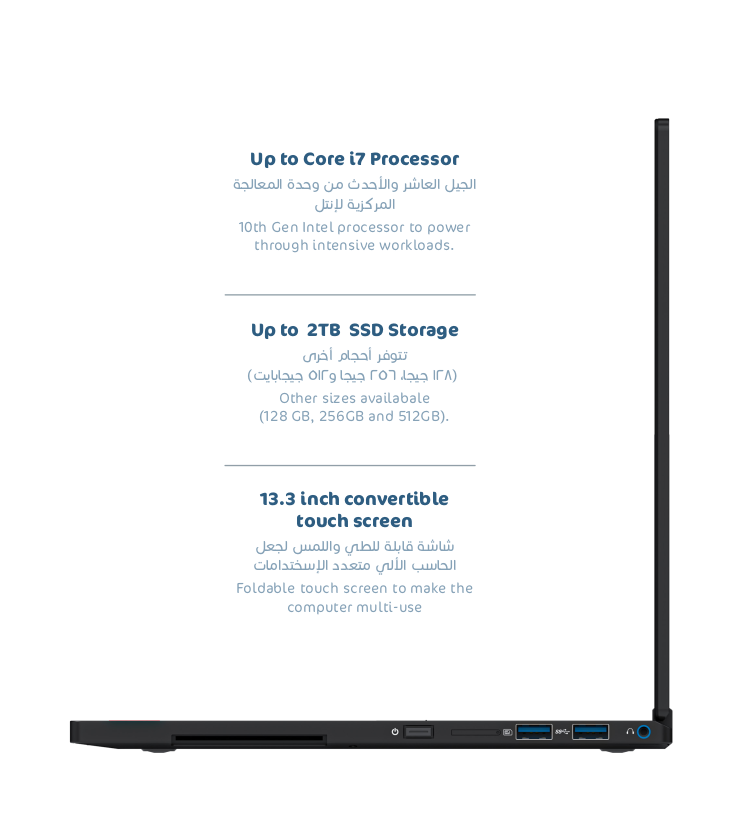 Up to Core i7 Processor
الجيل العاشر والأحدث من وحدة المعالجة
المركزية لإنتل
10th Gen Intel processor to power
through intensive workloads.
Up to 2TB SSD Storage
تتوفر أحجام أخرى
(١٢٨ جيجا، ٢٥٦ جيجا و٥١٢ جيجابايت)
Other sizes availabale
(128 GB, 256GB and 512GB).
13.3 inch convertible
touch screen
شاشة قابلة للطي واللمس لجعل
الحاسب الألي متعدد الإستخدامات
Foldable touch screen to make the
computer multi-use